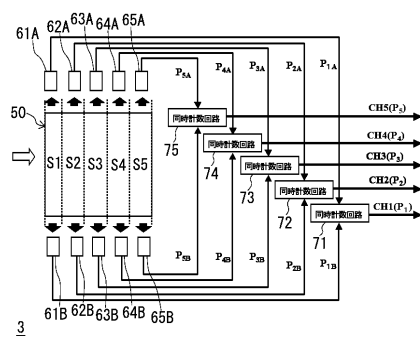 61A 62A 63A 64A 65A
P5A P4A P3A P2A P1A
50
S1 S2 S3 S4 S5
同時計数回路 CH5(P5)
75
同時計数回路 CH4(P4)
74
同時計数回路 CH3(P3)
73
同時計数回路 CH2(P2)
72
同時計数回路 CH1(P1)
71
P5B P4B P3B P2B P1B
61B 62B 63B 64B 65B
3